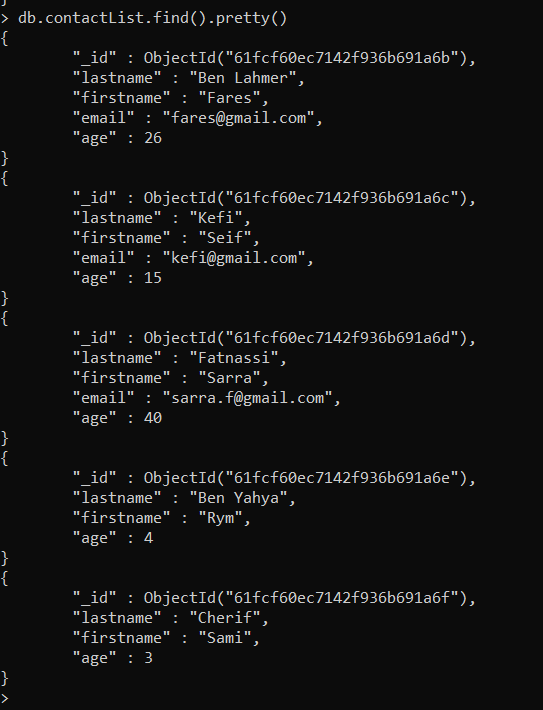 }
> db.contactList.find().pretty()
{
"_id" : ObjectId("61fcf60ec7142f936b691a6b"),
"lastname" : "Ben Lahmer",
"firstname" : "Fares",
"email" : "fares@gmail.com",
"age" : 26
}
{
"_id" : ObjectId("61fcf60ec7142f936b691a6c"),
"lastname" : "Kefi",
"firstname" : "Seif",
"email" : "kefi@gmail.com",
"age" : 15
}
{
"_id" : ObjectId("61fcf60ec7142f936b691a6d"),
"lastname" : "Fatnassi",
"firstname" : "Sarra",
"email" : "sarra.f@gmail.com",
"age" : 40
}
{
"_id" : ObjectId("61fcf60ec7142f936b691a6e"),
"lastname" : "Ben Yahya",
"firstname" : "Rym",
"age" : 4
}
{
"_id" : ObjectId("61fcf60ec7142f936b691a6f"),
"lastname" : "Cherif",
"firstname" : "Sami",
"age" : 3
}
>